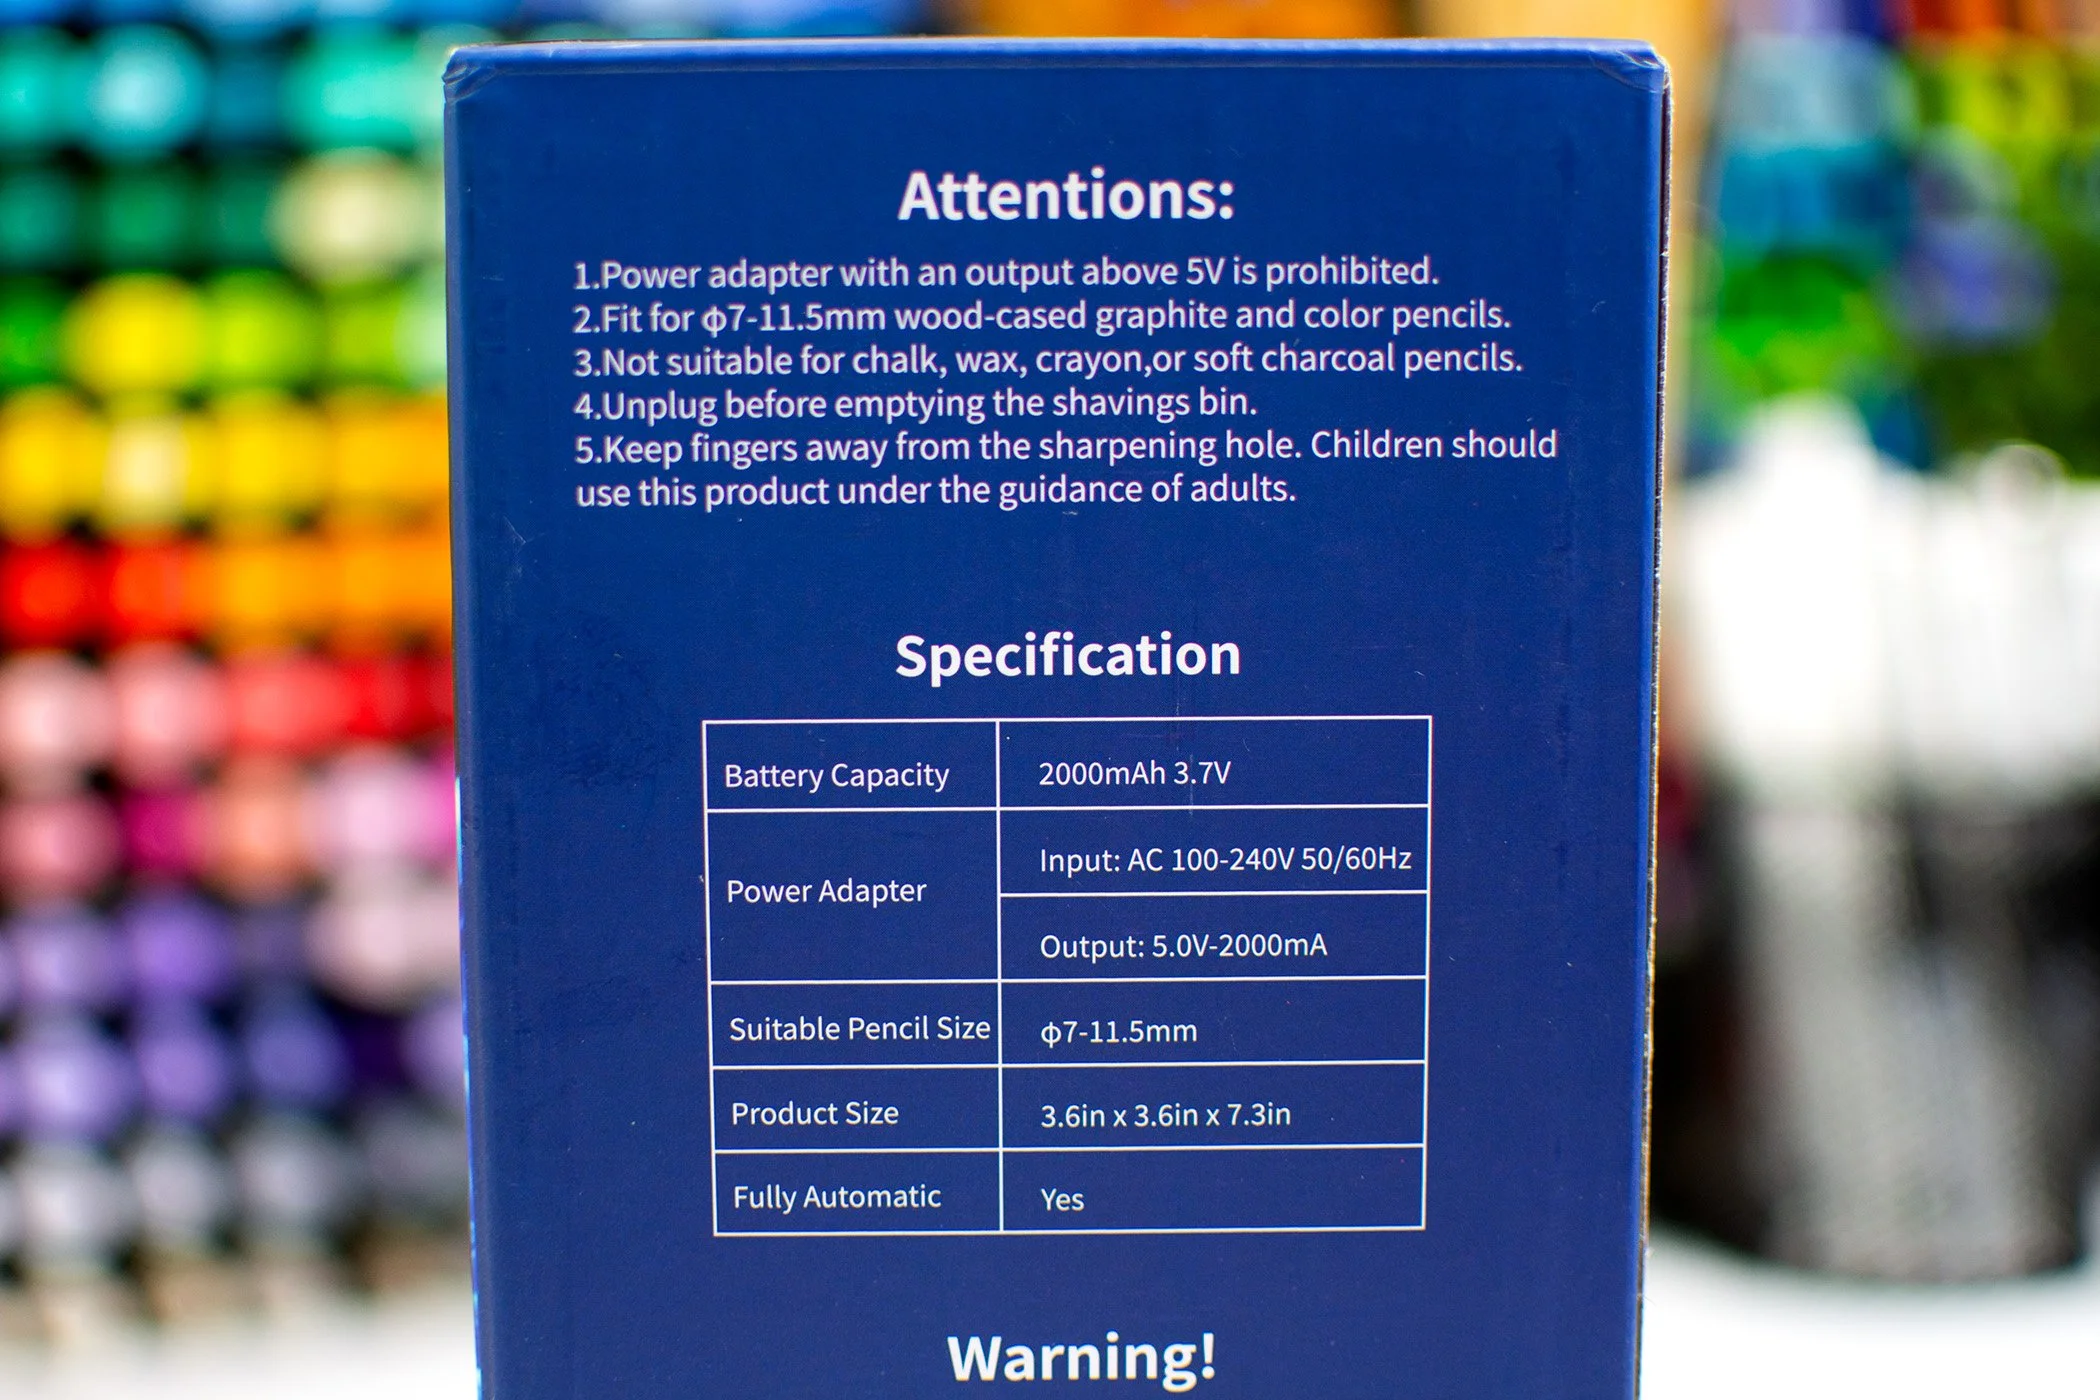 Attentions:
1.Power adapter with an output above 5V is prohibited.
2.Fit for ϕ7-11.5mm wood-cased graphite and color pencils.
3.Not suitable for chalk, wax, crayon,or soft charcoal pencils.
4.Unplug before emptying the shavings bin.
5.Keep fingers away from the sharpening hole. Children should
use this product under the guidance of adults.
Specification
Battery Capacity 2000mAh 3.7V
Power Adapter Input: AC 100-240V 50/60Hz
Output: 5.0V-2000mA
Suitable Pencil Size ϕ7-11.5mm
Product Size 3.6in x 3.6in x 7.3in
Fully Automatic Yes
Warning!